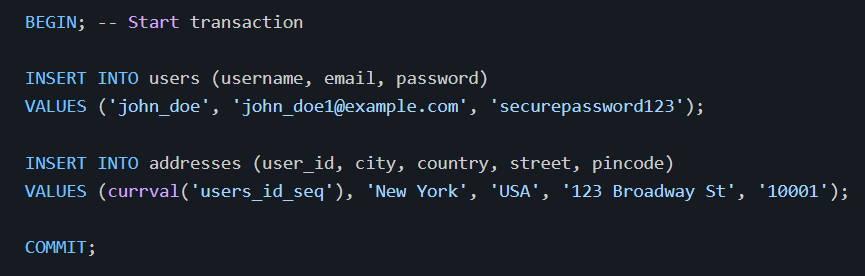 BEGIN; -- Start transaction
INSERT INTO users (username, email, password)
VALUES ('john_doe', 'john_doe1@example.com', 'securepassword123');
INSERT INTO addresses (user_id, city, country, street, pincode)
VALUES (currval('users_id_seq'), 'New York', 'USA', '123 Broadway St', '10001');
COMMIT;